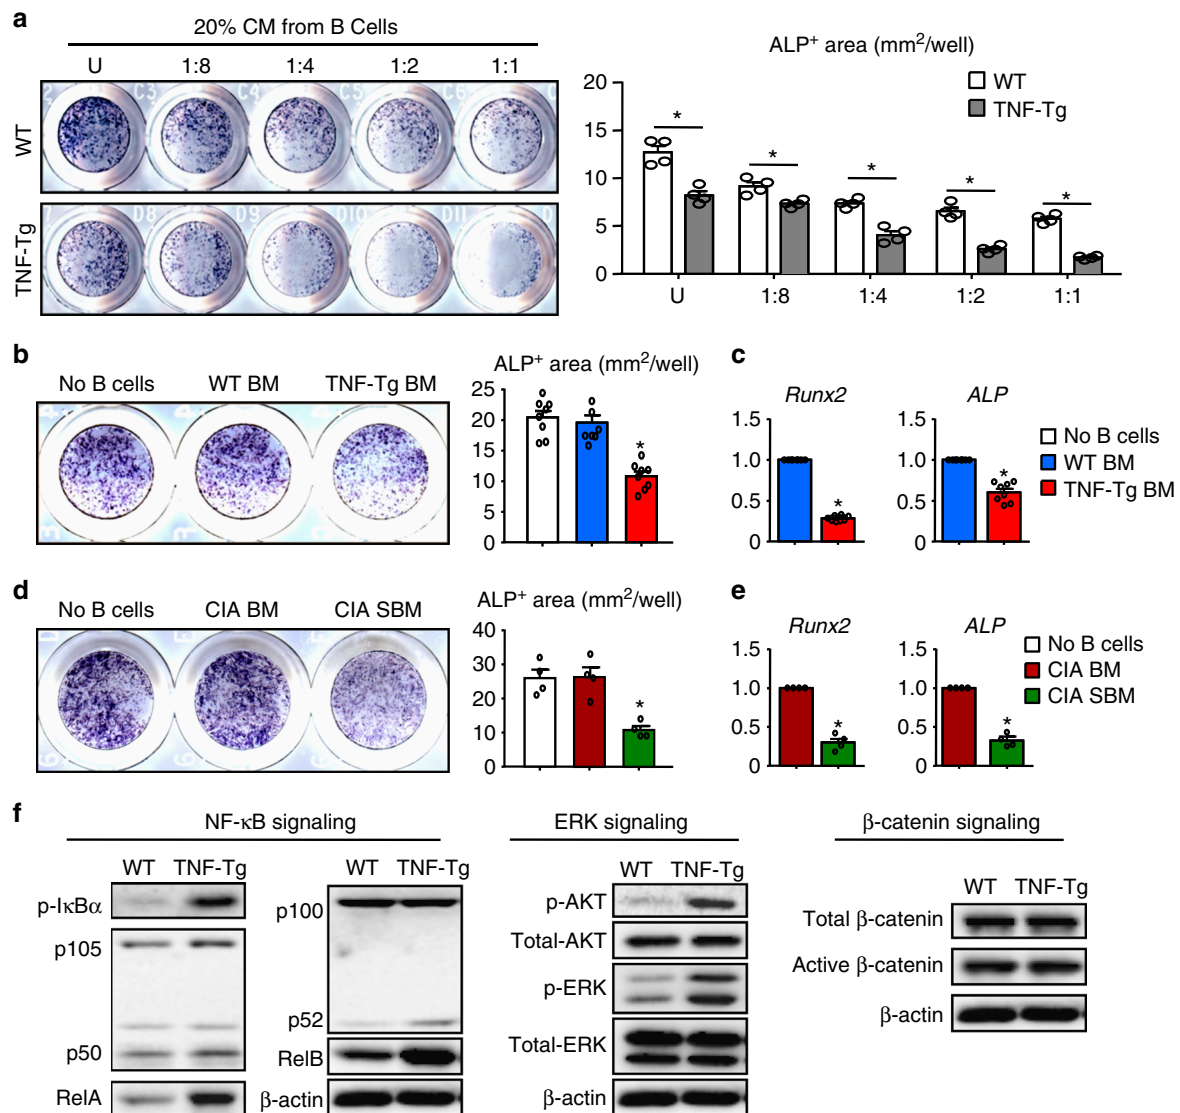 a
20% CM from B Cells
U 1:8 1:4 1:2 1:1
WT
TNF-Tg
ALP⁺ area (mm²/well)
WT
TNF-Tg
20
15
10
5
0
* * * * *
U 1:8 1:4 1:2 1:1
b
No B cells WT BM TNF-Tg BM
ALP⁺ area (mm²/well)
25
20
15
10
5
0
*
c
Runx2
1.5
1.0
0.5
0
*
ALP
1.5
1.0
0.5
0
*
No B cells
WT BM
TNF-Tg BM
d
No B cells CIA BM CIA SBM
ALP⁺ area (mm²/well)
40
30
20
10
0
*
e
Runx2
1.5
1.0
0.5
0
*
ALP
1.5
1.0
0.5
0
*
No B cells
CIA BM
CIA SBM
f
NF-κB signaling
WT TNF-Tg
p-IκBα
p105
p50
RelA
WT TNF-Tg
p100
p52
RelB
β-actin
ERK signaling
WT TNF-Tg
p-AKT
Total-AKT
p-ERK
Total-ERK
β-actin
β-catenin signaling
WT TNF-Tg
Total β-catenin
Active β-catenin
β-actin